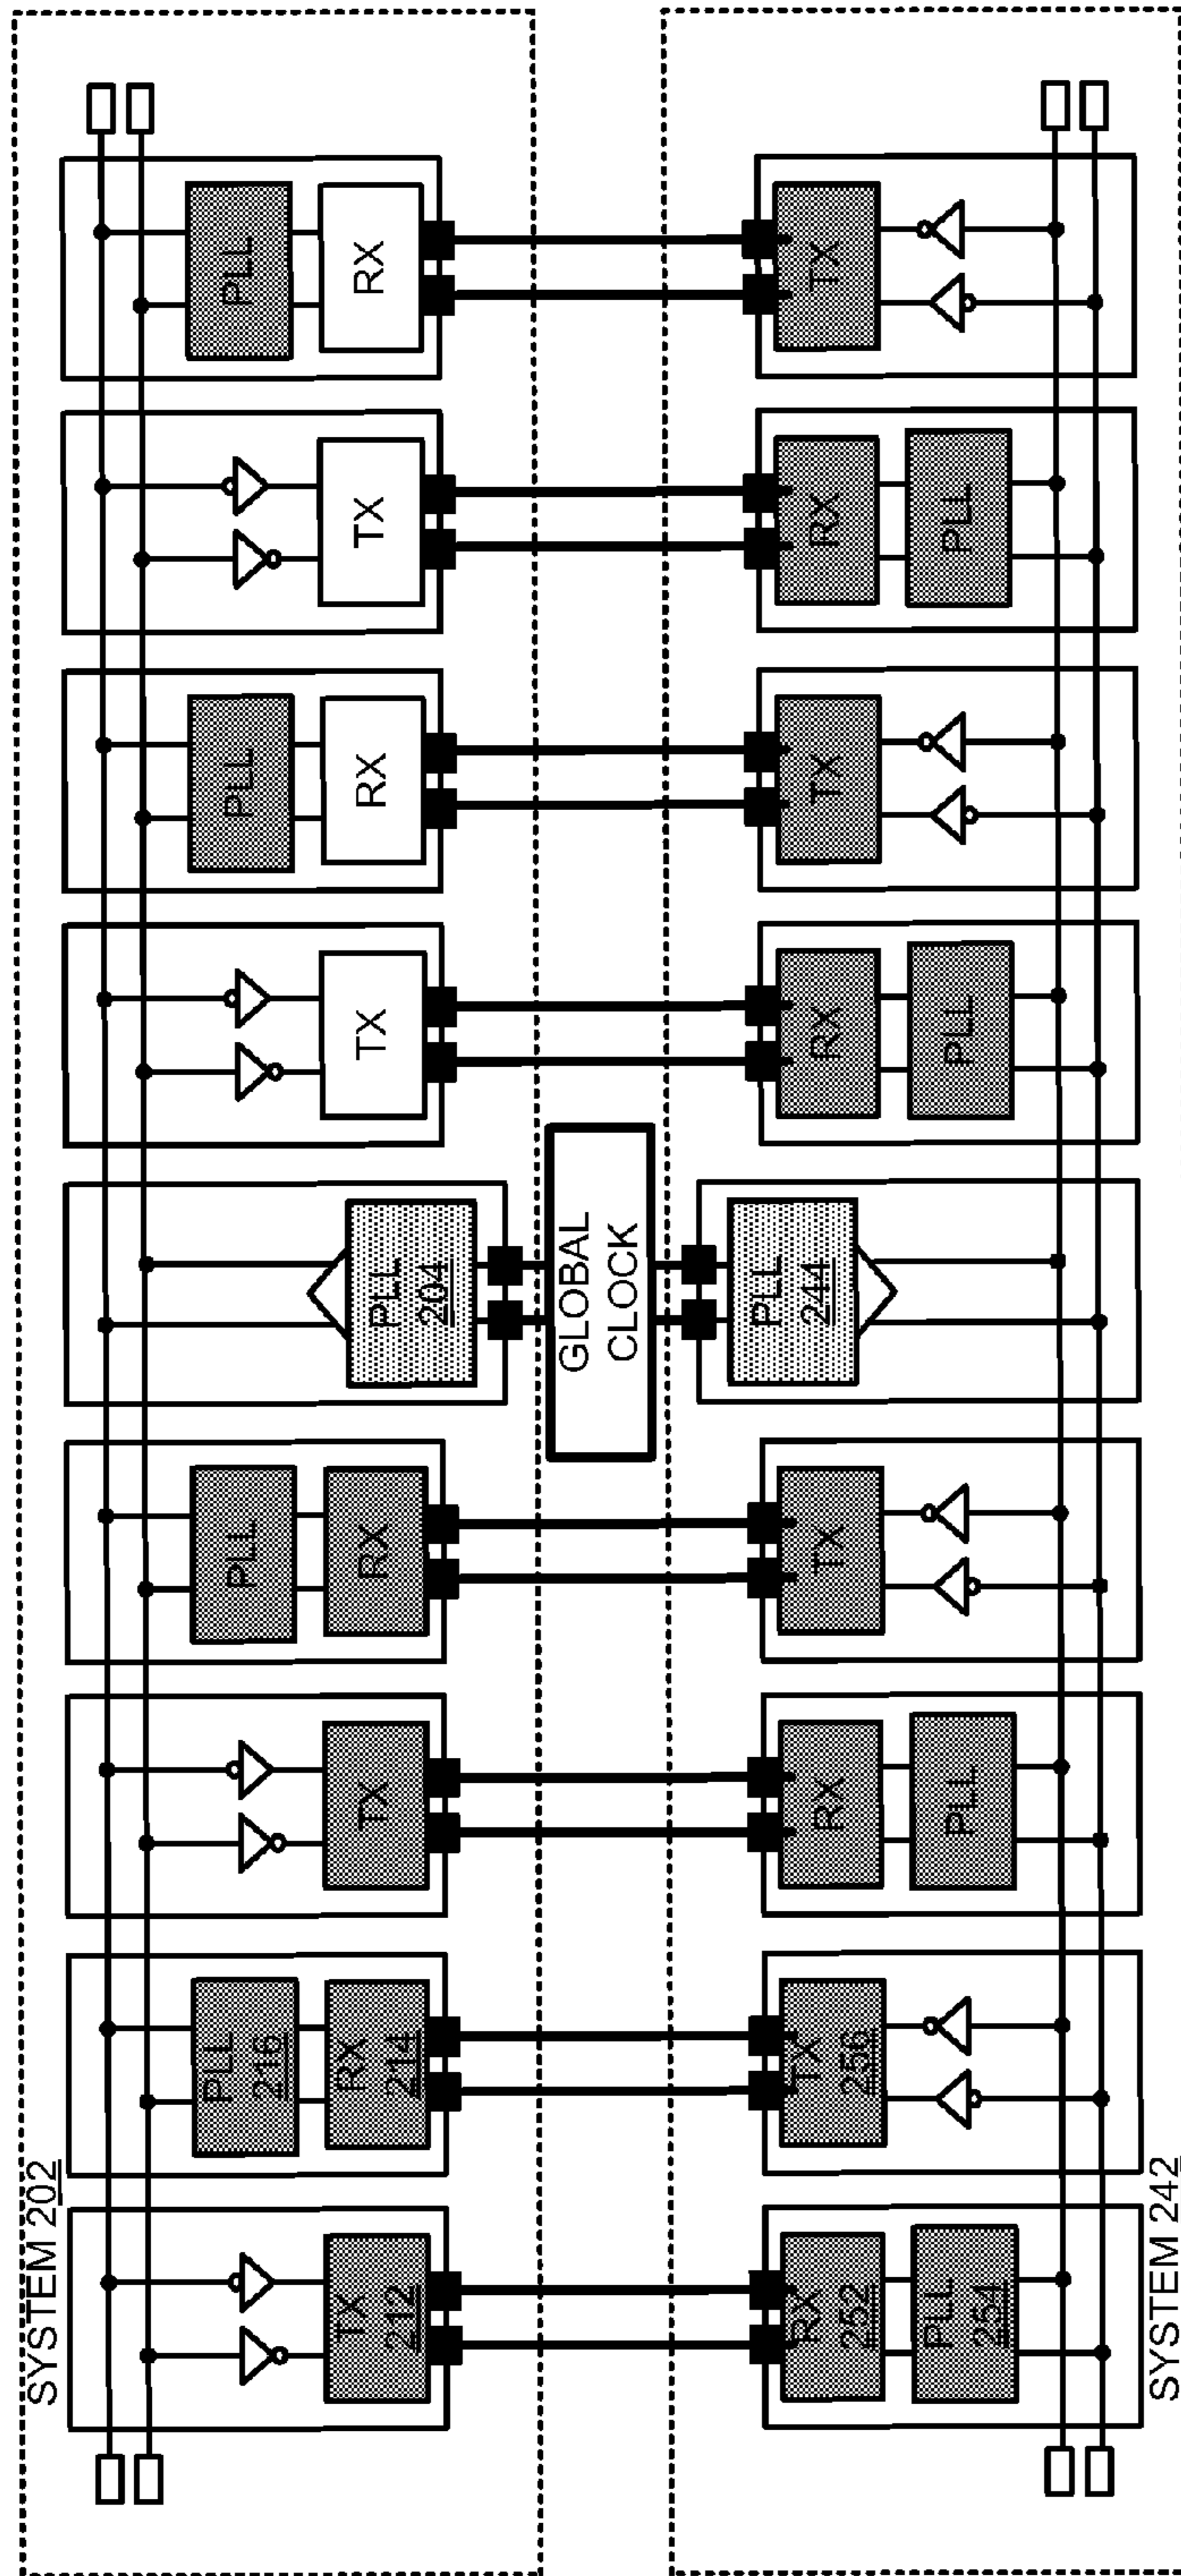 SYSTEM 202
PLL
216
PLL
PLL
PLL
TX
212
RX
214
TX
RX
PLL
204
TX
RX
TX
RX
GLOBAL
CLOCK
RX
252
TX
256
RX
TX
PLL
244
RX
TX
RX
TX
PLL
254
PLL
PLL
PLL
SYSTEM 242